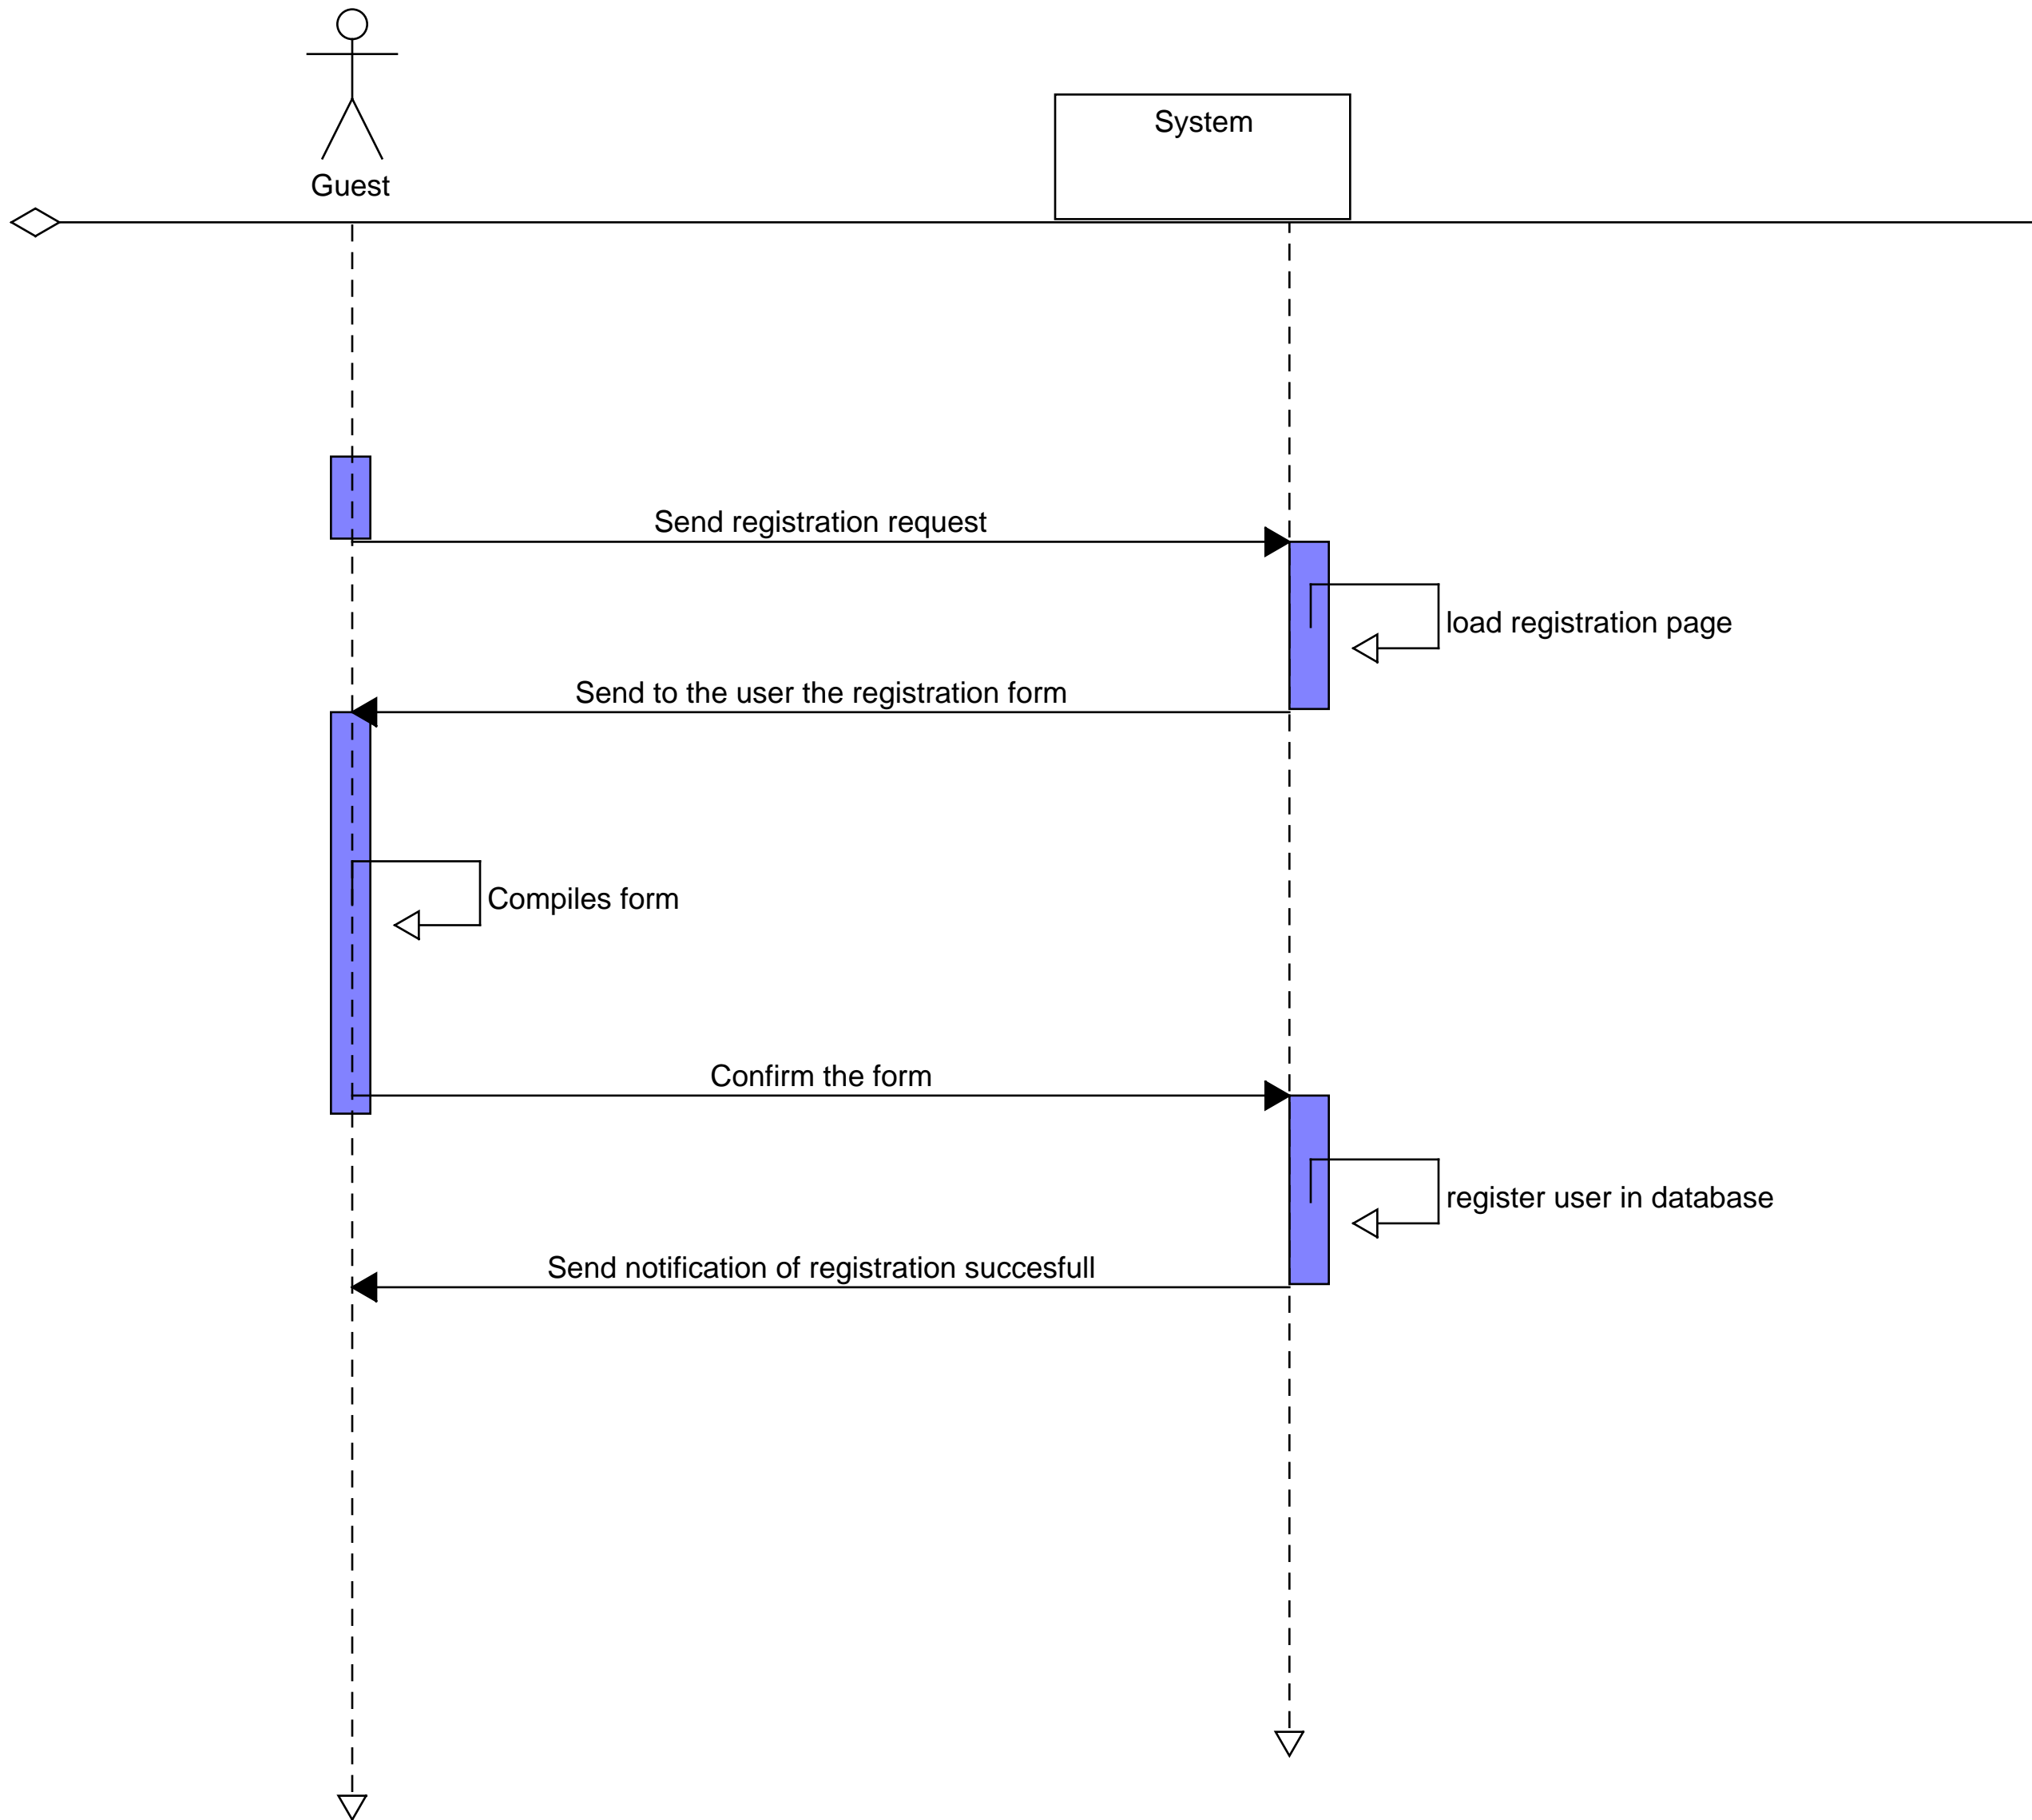 System
Guest
Send registration request
load registration page
Send to the user the registration form
Compiles form
Confirm the form
register user in database
Send notification of registration succesfull